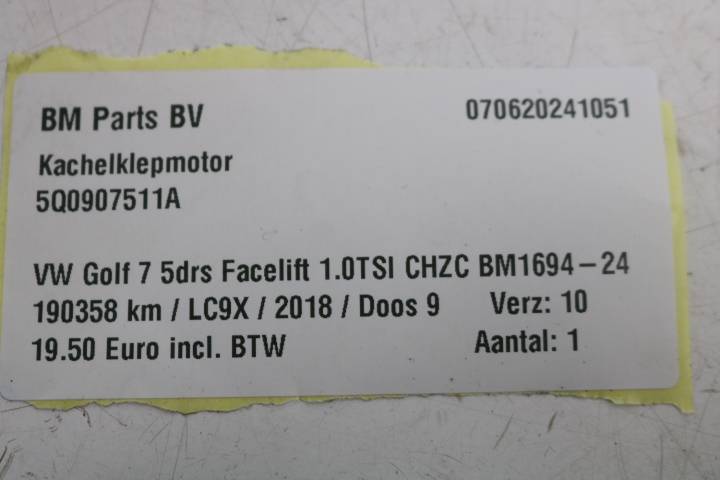 BM Parts BV 070620241051
Kachelklepmotor
5Q0907511A
VW Golf 7 5drs Facelift 1.0TSI CHZC BM1694-24
190358 km / LC9X / 2018 / Doos 9 Verz: 10
19.50 Euro incl. BTW Aantal: 1